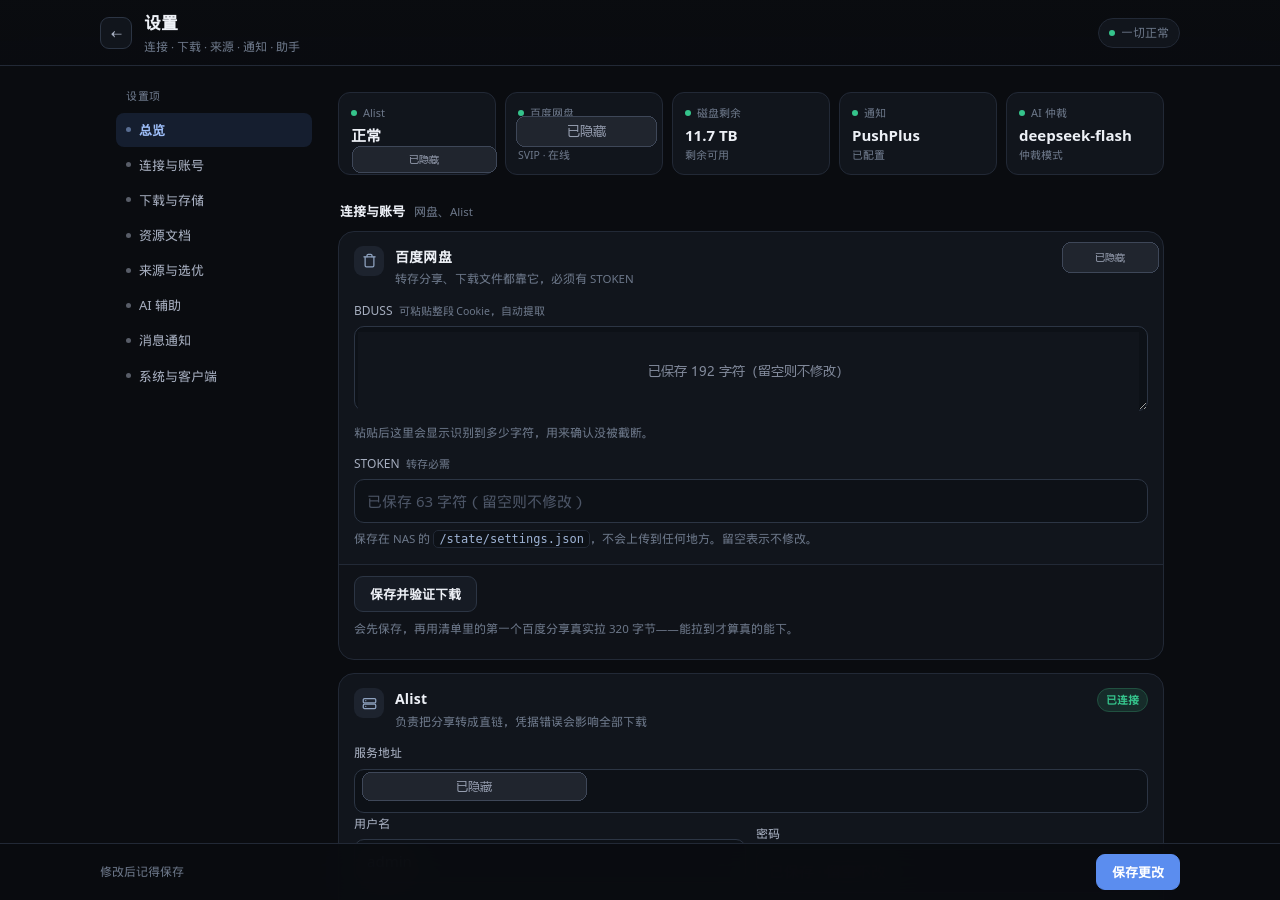 ←
设置
连接 · 下载 · 来源 · 通知 · 助手
一切正常
设置项
总览
连接与账号
下载与存储
资源文档
来源与选优
AI 辅助
消息通知
系统与客户端
Alist
正常
已隐藏
百度网盘
已隐藏
SVIP · 在线
磁盘剩余
11.7 TB
剩余可用
通知
PushPlus
已配置
AI 仲裁
deepseek-flash
仲裁模式
连接与账号 网盘、Alist
百度网盘
已隐藏
转存分享、下载文件都靠它，必须有 STOKEN
BDUSS 可粘贴整段 Cookie，自动提取
已保存 192 字符（留空则不修改）
粘贴后这里会显示识别到多少字符，用来确认没被截断。
STOKEN 转存必需
已保存 63 字符（留空则不修改）
保存在 NAS 的 /state/settings.json，不会上传到任何地方。留空表示不修改。
保存并验证下载
会先保存，再用清单里的第一个百度分享真实拉 320 字节——能拉到才算真的能下。
Alist
已连接
负责把分享转成直链，凭据错误会影响全部下载
服务地址
已隐藏
用户名
密码
修改后记得保存
保存更改